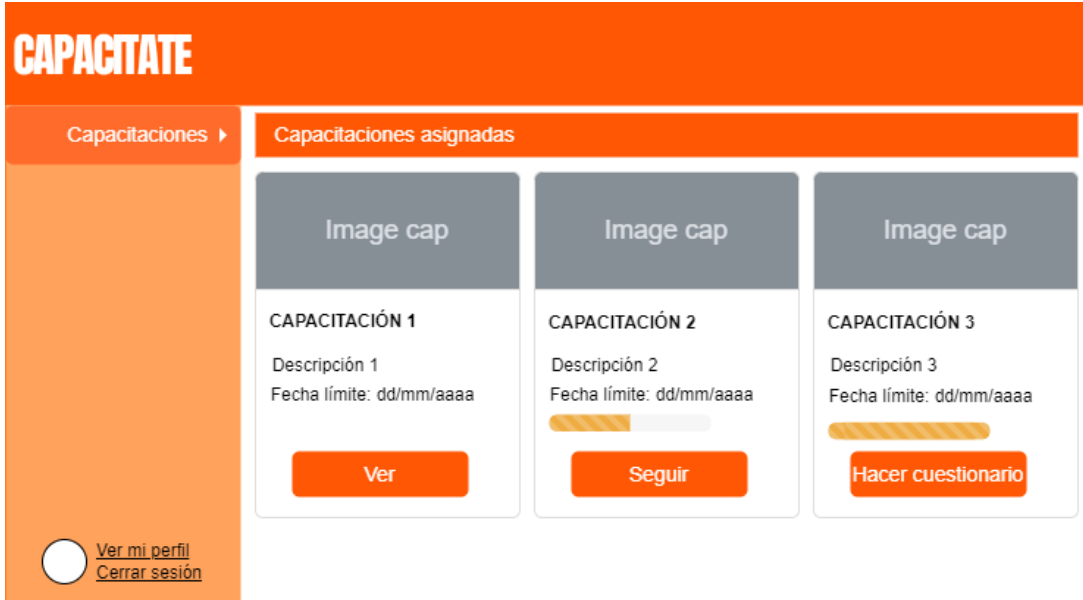 CAPACITATE
Capacitaciones
Capacitaciones asignadas
Image cap
CAPACITACIÓN 1
Descripción 1
Fecha límite: dd/mm/aaaa
Ver
Image cap
CAPACITACIÓN 2
Descripción 2
Fecha límite: dd/mm/aaaa
Seguir
Image cap
CAPACITACIÓN 3
Descripción 3
Fecha límite: dd/mm/aaaa
Hacer cuestionario
Ver mi perfil
Cerrar sesión